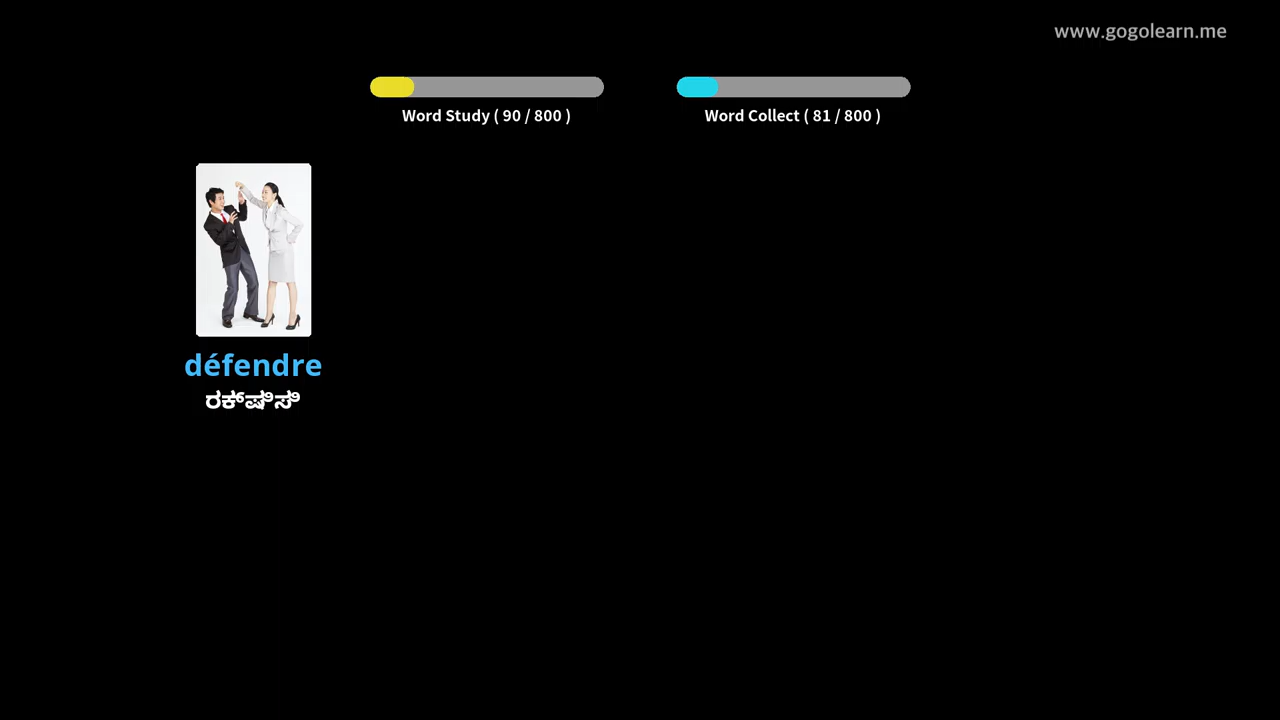 www.gogolearn.me
Word Study ( 90 / 800 )
Word Collect ( 81 / 800 )
défendre
ರಕ್ಷಿಸಿ